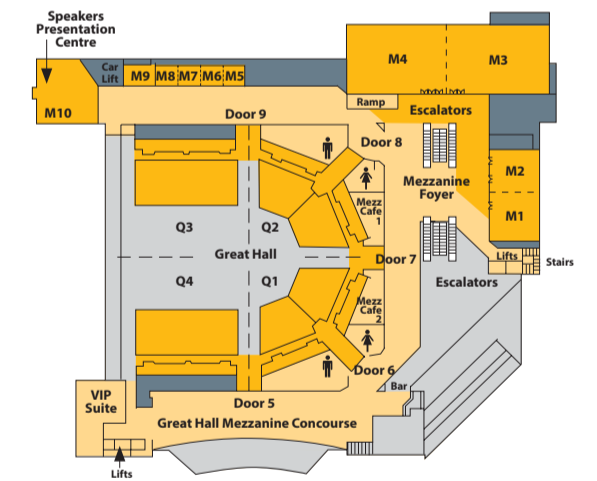 Speakers
Presentation
Centre
Car
Lift
M9
M8
M7
M6
M5
M4
M3
M10
Ramp
Escalators
Door 9
Door 8
M2
Mezzanine
Foyer
Mezz
Cafe
1
M1
Q3
Q2
Great Hall
Door 7
Lifts
Stairs
Q4
Q1
Escalators
Mezz
Cafe
2
Door 6
Bar
VIP
Suite
Door 5
Great Hall Mezzanine Concourse
Lifts